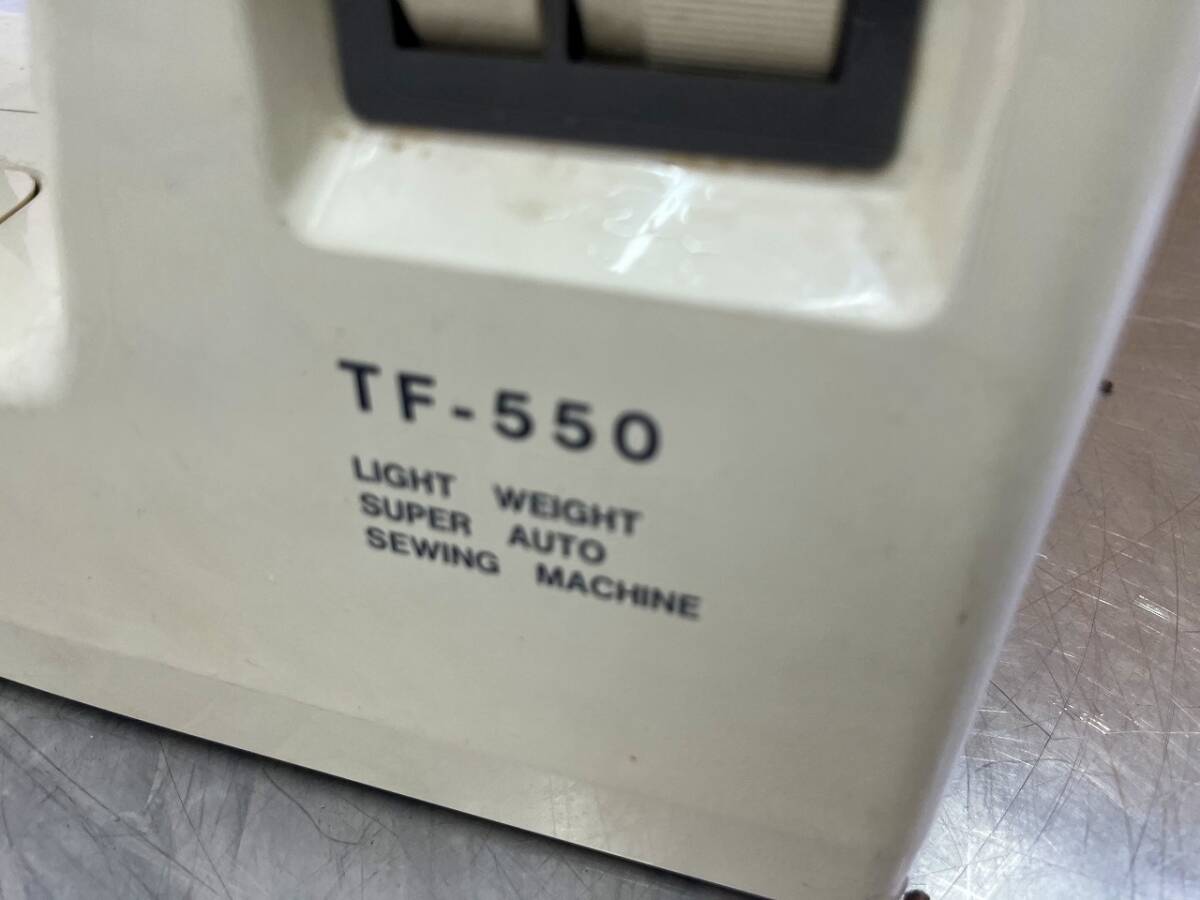 TF-550
LIGHT WEIGHT
SUPER AUTO
SEWING MACHINE